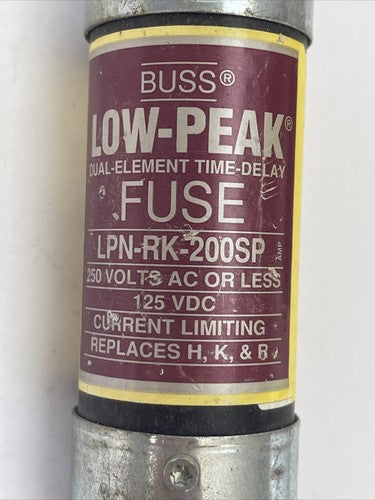 BUSS®
LOW-PEAK®
DUAL-ELEMENT TIME-DELAY
FUSE
LPN-RK-200SP AMP
250 VOLTS AC OR LESS
125 VDC
CURRENT LIMITING
REPLACES H, K, & R